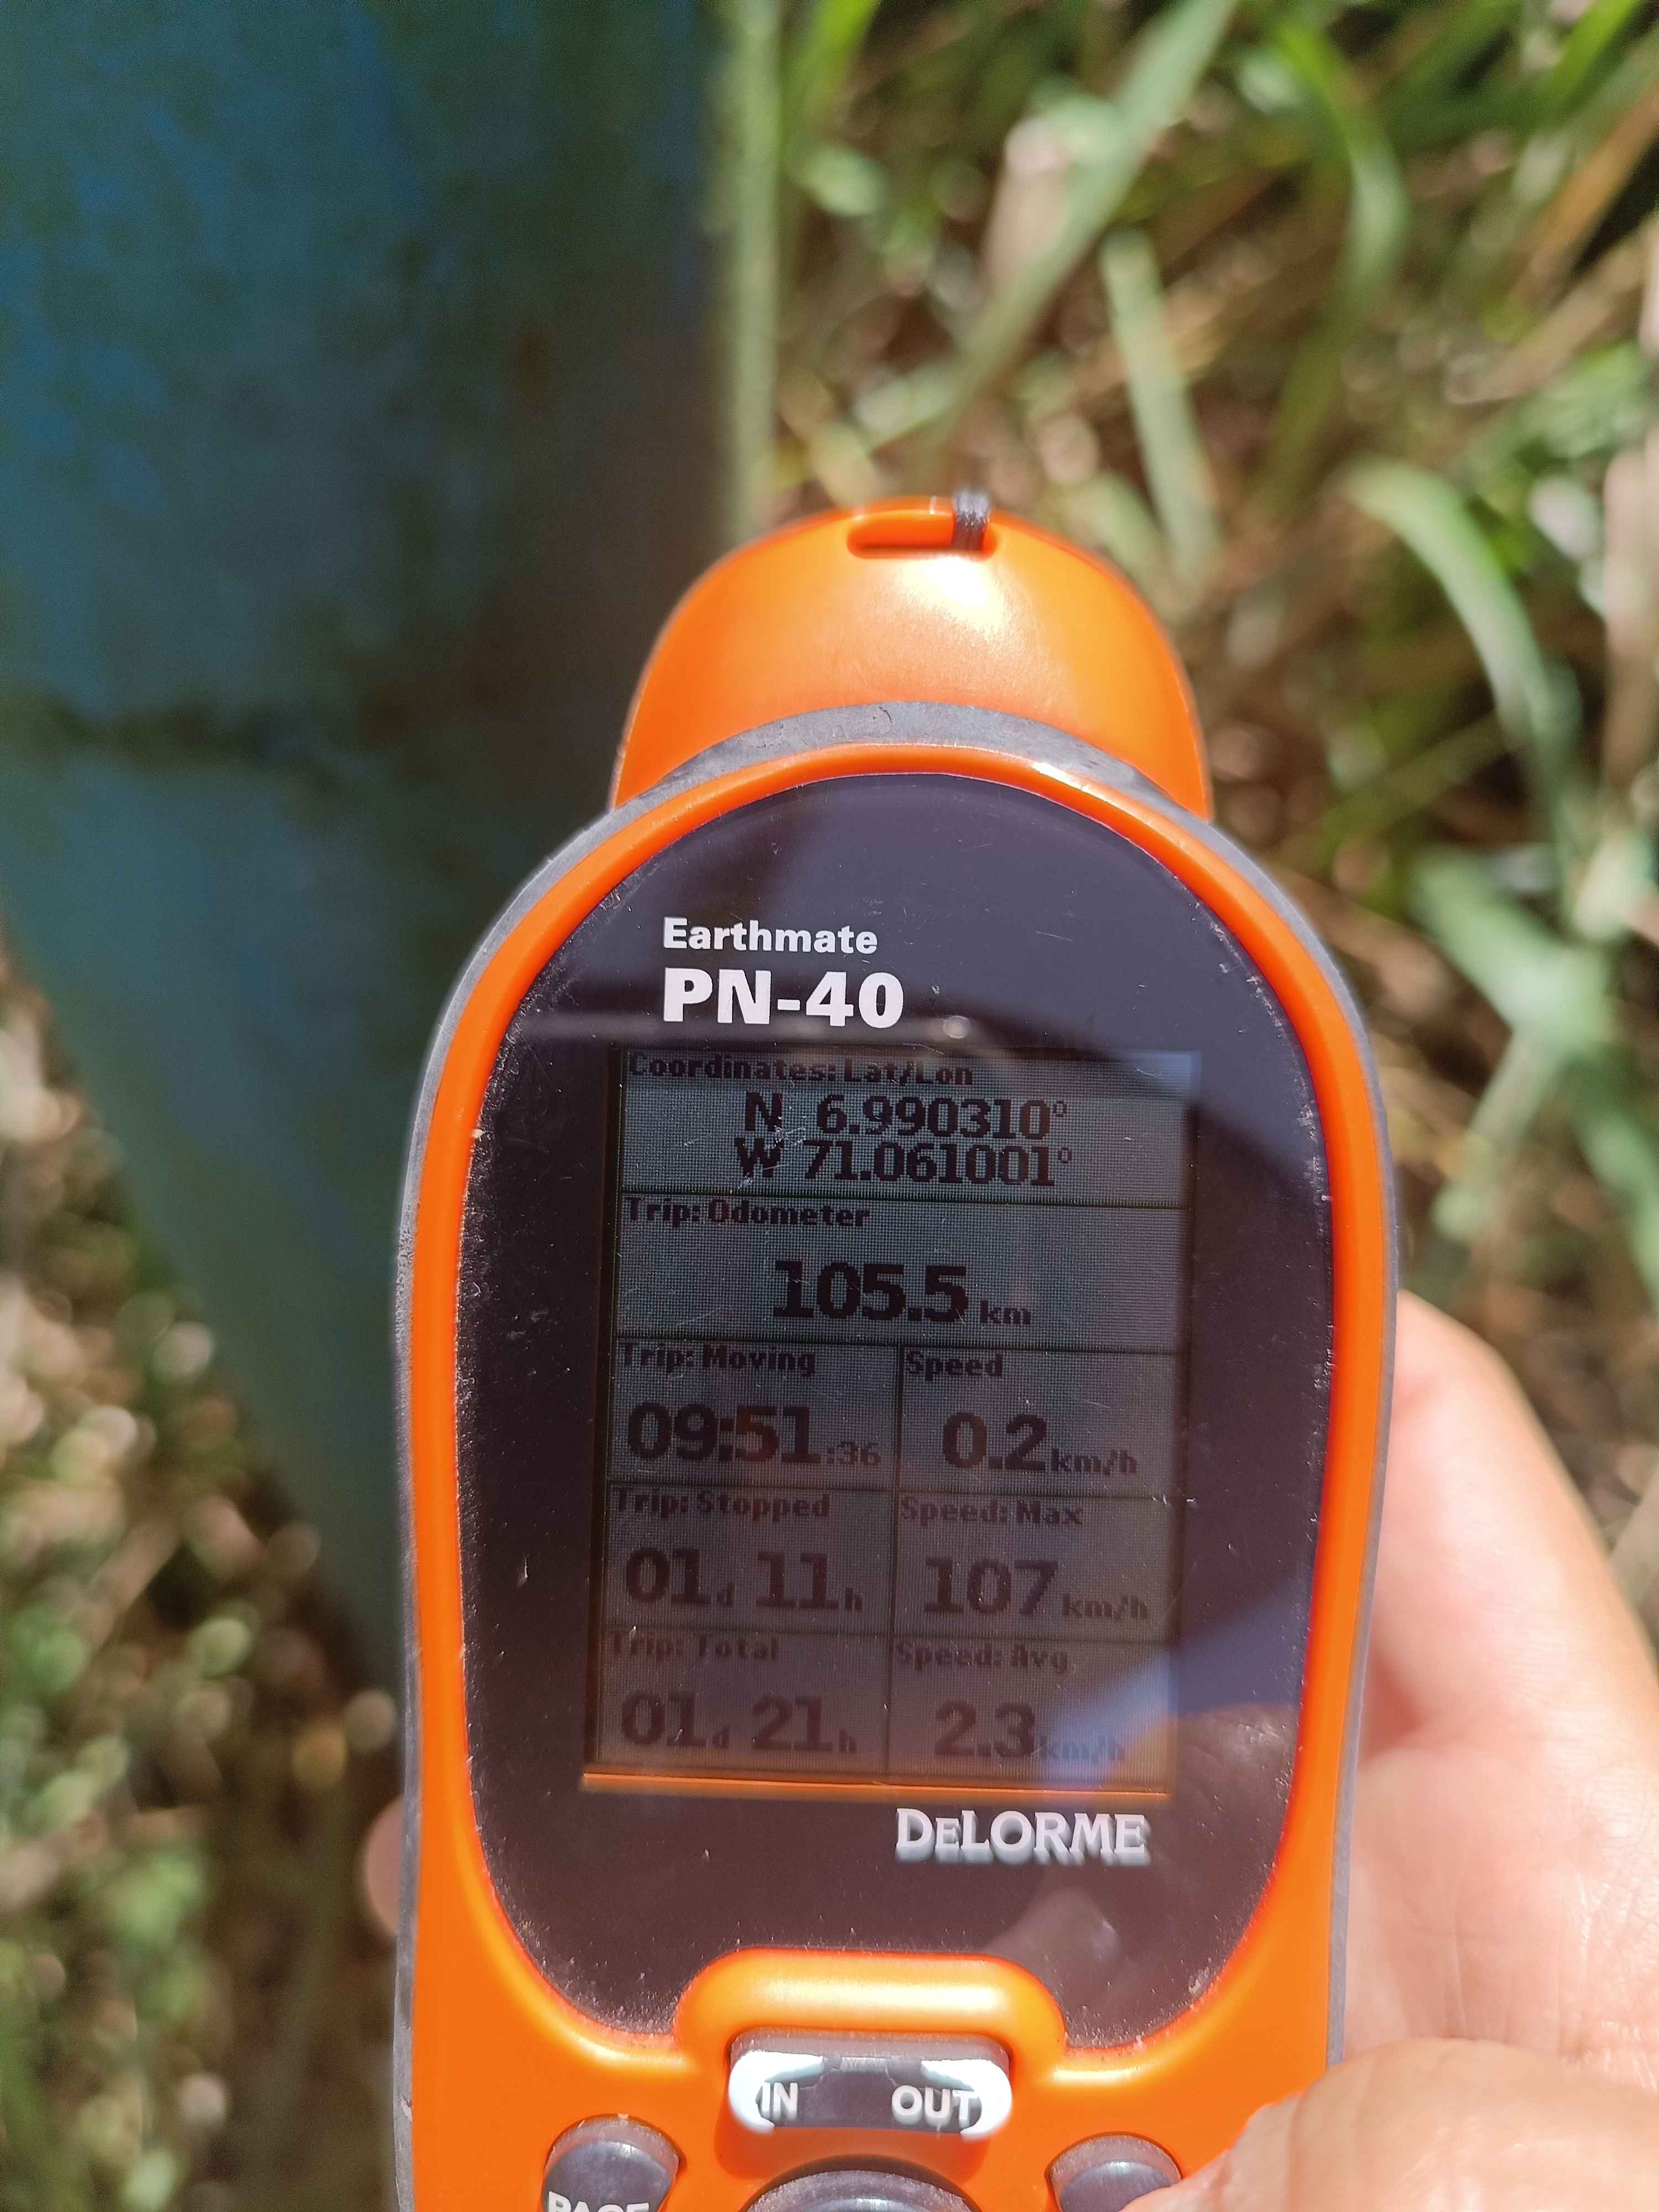 Earthmate
PN-40
Coordinates: Lat/Lon
N 6.990310°
W 71.061001°
Trip: Odometer
105.5 km
Trip: Moving
Speed
09:51:36
0.2 km/h
Trip: Stopped
Speed: Max
01d 11h
107 km/h
Trip: Total
Speed: Avg
01d 21h
2.3 km/h
DeLORME
IN OUT
PAGE